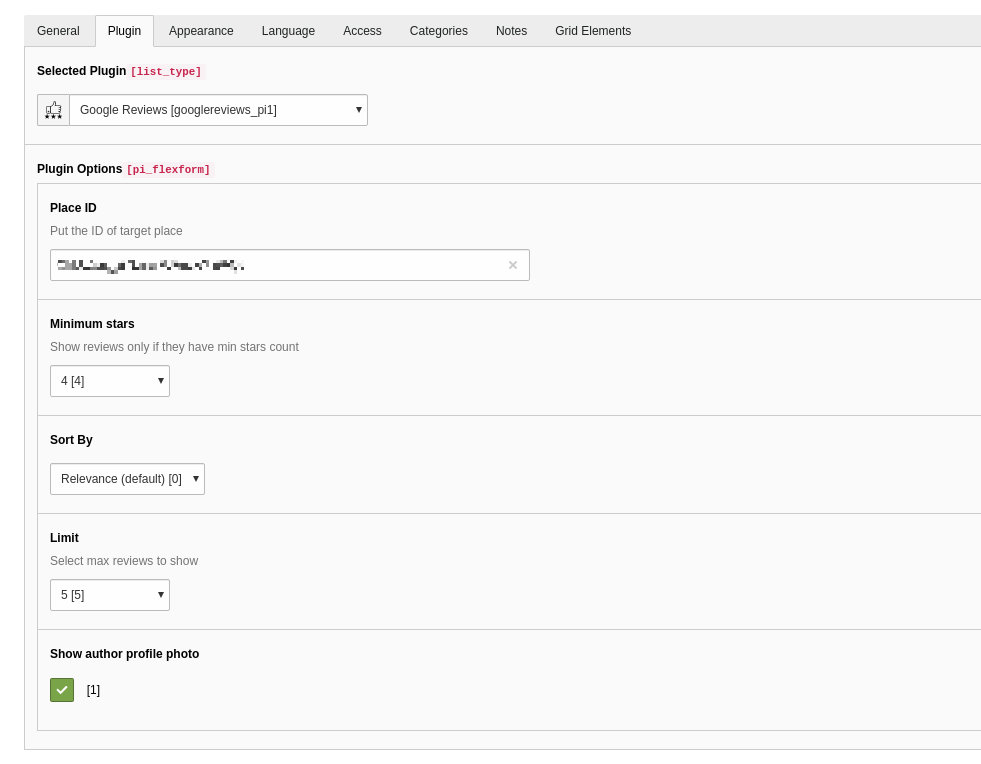 General Plugin Appearance Language Access Categories Notes Grid Elements
Selected Plugin [list_type]
Google Reviews [googlereviews_pi1]
Plugin Options [pi_flexform]
Place ID
Put the ID of target place
Minimum stars
Show reviews only if they have min stars count
4 [4]
Sort By
Relevance (default) [0]
Limit
Select max reviews to show
5 [5]
Show author profile photo
[1]